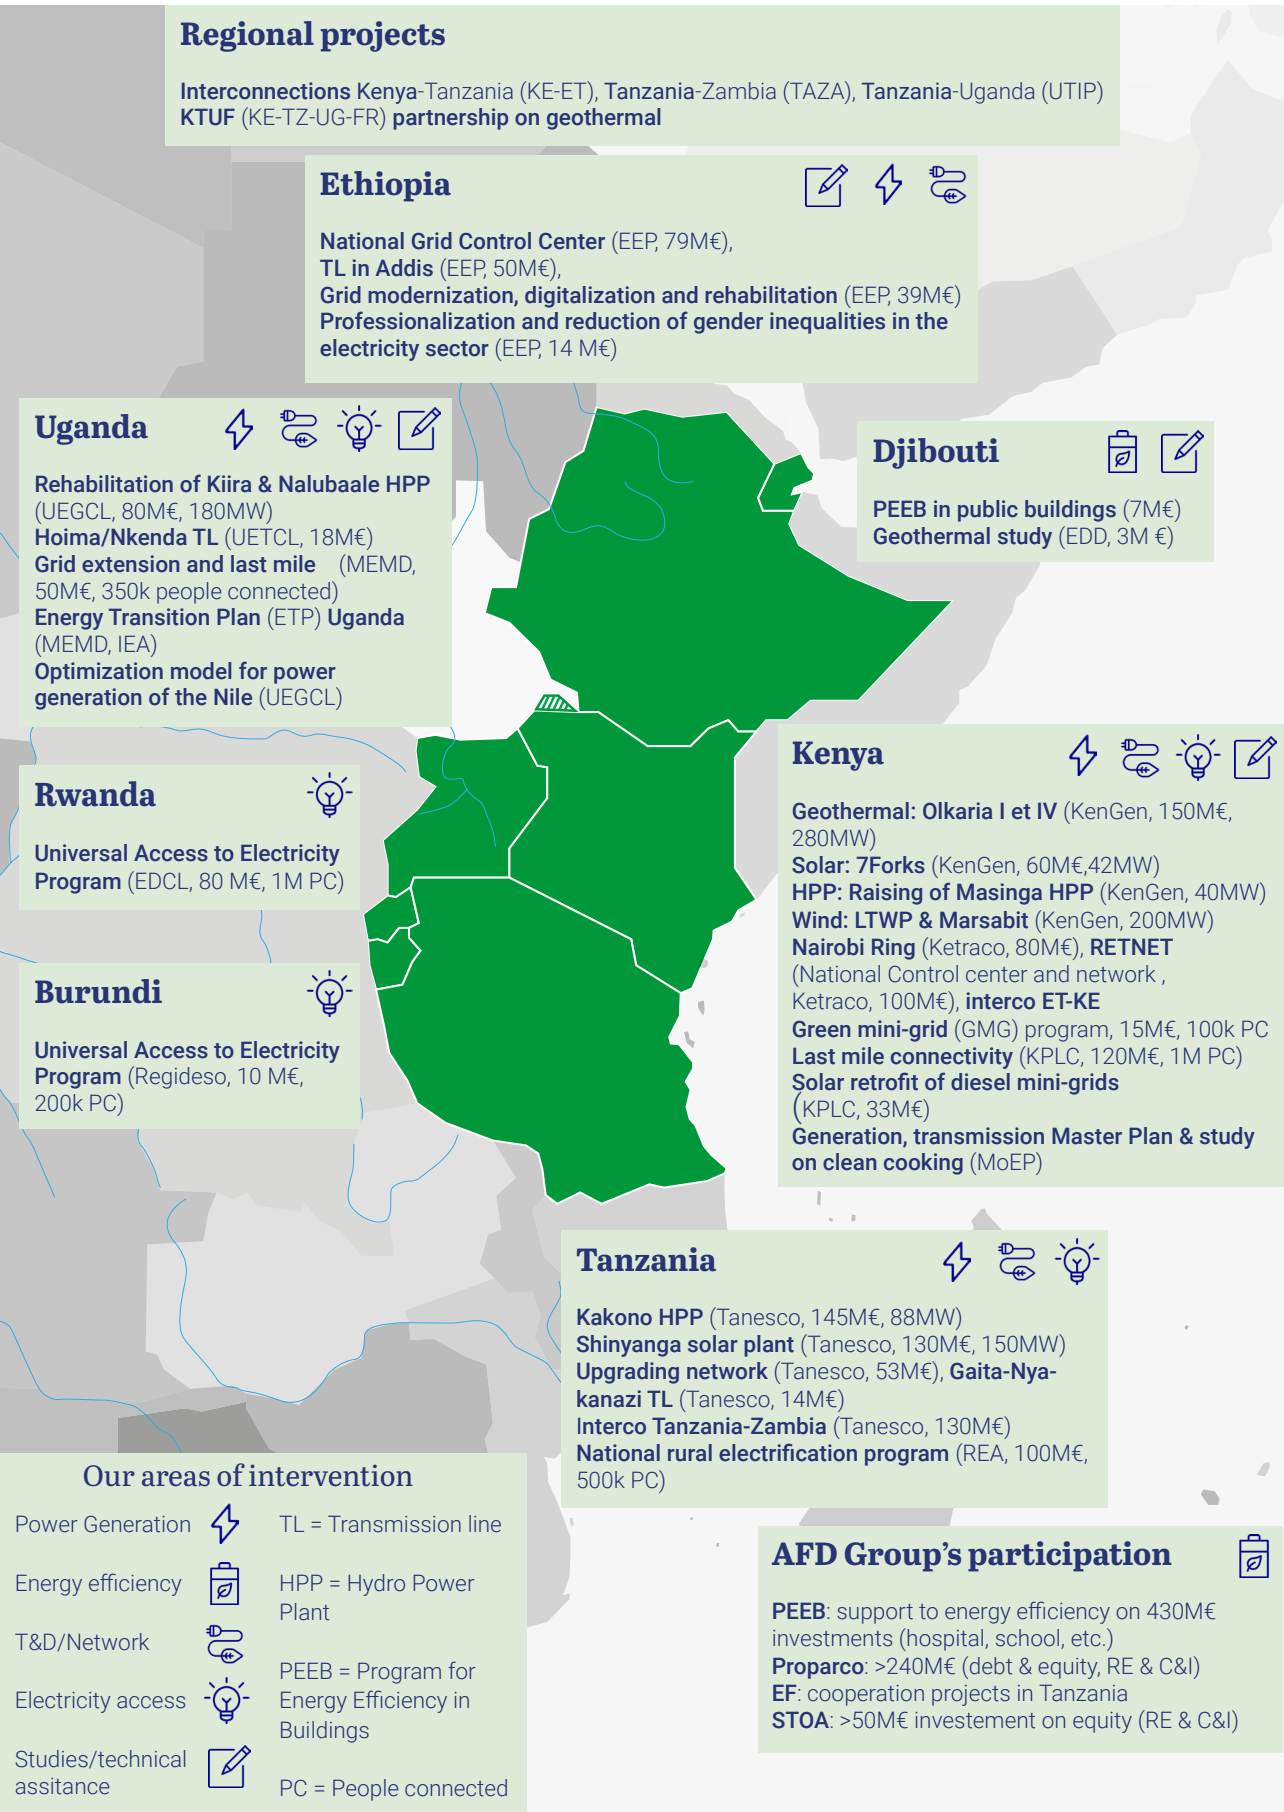 Regional projects
Interconnections Kenya-Tanzania (KE-ET), Tanzania-Zambia (TAZA), Tanzania-Uganda (UTIP)
KTUF (KE-TZ-UG-FR) partnership on geothermal
Ethiopia
National Grid Control Center (EEP, 79M€),
TL in Addis (EEP, 50M€),
Grid modernization, digitalization and rehabilitation (EEP, 39M€)
Professionalization and reduction of gender inequalities in the
electricity sector (EEP, 14 M€)
Uganda
Rehabilitation of Kiira & Nalubaale HPP
(UEGCL, 80M€, 180MW)
Hoima/Nkenda TL (UETCL, 18M€)
Grid extension and last mile (MEMD,
50M€, 350k people connected)
Energy Transition Plan (ETP) Uganda
(MEMD, IEA)
Optimization model for power
generation of the Nile (UEGCL)
Djibouti
PEEB in public buildings (7M€)
Geothermal study (EDD, 3M €)
Rwanda
Universal Access to Electricity
Program (EDCL, 80 M€, 1M PC)
Burundi
Universal Access to Electricity
Program (Regideso, 10 M€,
200k PC)
Kenya
Geothermal: Olkaria I et IV (KenGen, 150M€,
280MW)
Solar: 7Forks (KenGen, 60M€,42MW)
HPP: Raising of Masinga HPP (KenGen, 40MW)
Wind: LTWP & Marsabit (KenGen, 200MW)
Nairobi Ring (Ketraco, 80M€), RETNET
(National Control center and network ,
Ketraco, 100M€), interco ET-KE
Green mini-grid (GMG) program, 15M€, 100k PC
Last mile connectivity (KPLC, 120M€, 1M PC)
Solar retrofit of diesel mini-grids
(KPLC, 33M€)
Generation, transmission Master Plan & study
on clean cooking (MoEP)
Tanzania
Kakono HPP (Tanesco, 145M€, 88MW)
Shinyanga solar plant (Tanesco, 130M€, 150MW)
Upgrading network (Tanesco, 53M€), Gaita-Nya-
kanazi TL (Tanesco, 14M€)
Interco Tanzania-Zambia (Tanesco, 130M€)
National rural electrification program (REA, 100M€,
500k PC)
Our areas of intervention
Power Generation
Energy efficiency
T&D/Network
Electricity access
Studies/technical
assitance
TL = Transmission line
HPP = Hydro Power
Plant
PEEB = Program for
Energy Efficiency in
Buildings
PC = People connected
AFD Group's participation
PEEB: support to energy efficiency on 430M€
investments (hospital, school, etc.)
Proparco: >240M€ (debt & equity, RE & C&I)
EF: cooperation projects in Tanzania
STOA: >50M€ investement on equity (RE & C&I)